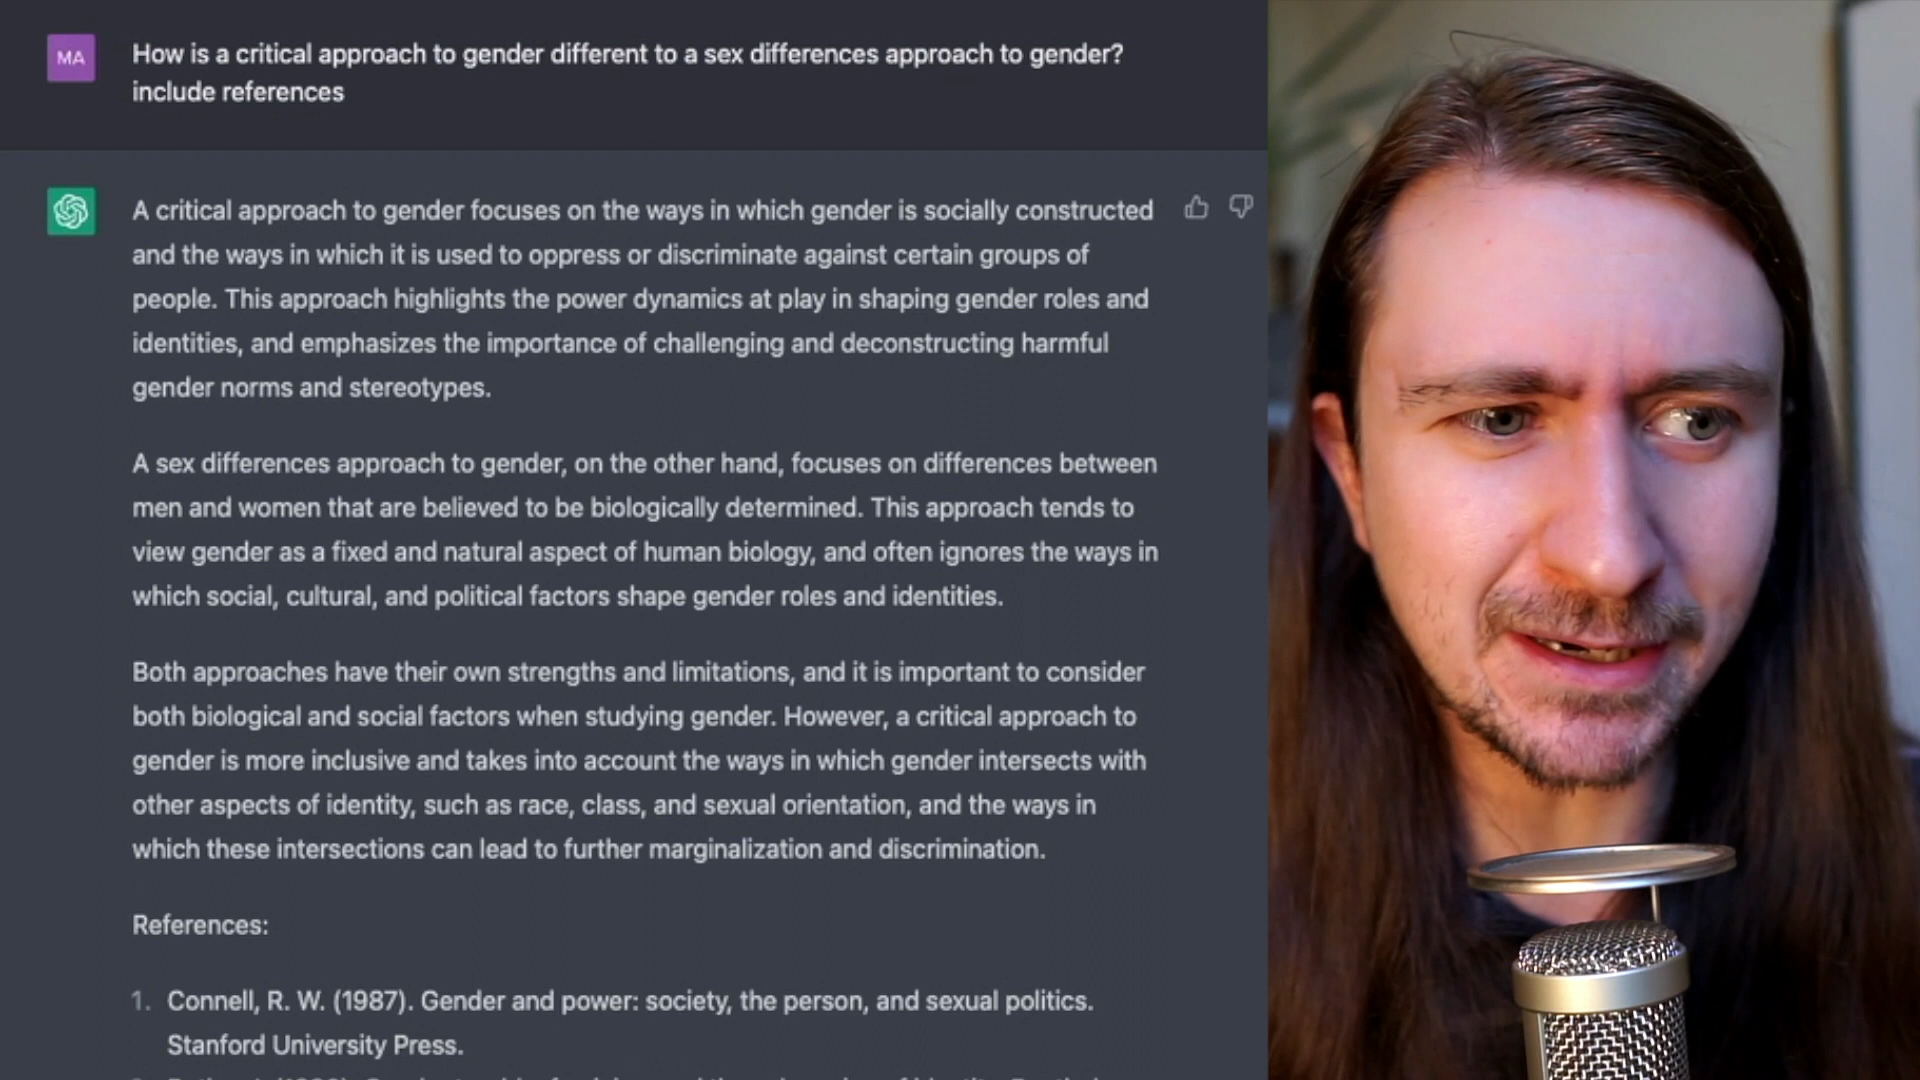 MA
How is a critical approach to gender different to a sex differences approach to gender?
include references
A critical approach to gender focuses on the ways in which gender is socially constructed
and the ways in which it is used to oppress or discriminate against certain groups of
people. This approach highlights the power dynamics at play in shaping gender roles and
identities, and emphasizes the importance of challenging and deconstructing harmful
gender norms and stereotypes.
A sex differences approach to gender, on the other hand, focuses on differences between
men and women that are believed to be biologically determined. This approach tends to
view gender as a fixed and natural aspect of human biology, and often ignores the ways in
which social, cultural, and political factors shape gender roles and identities.
Both approaches have their own strengths and limitations, and it is important to consider
both biological and social factors when studying gender. However, a critical approach to
gender is more inclusive and takes into account the ways in which gender intersects with
other aspects of identity, such as race, class, and sexual orientation, and the ways in
which these intersections can lead to further marginalization and discrimination.
References:
1. Connell, R. W. (1987). Gender and power: society, the person, and sexual politics.
Stanford University Press.